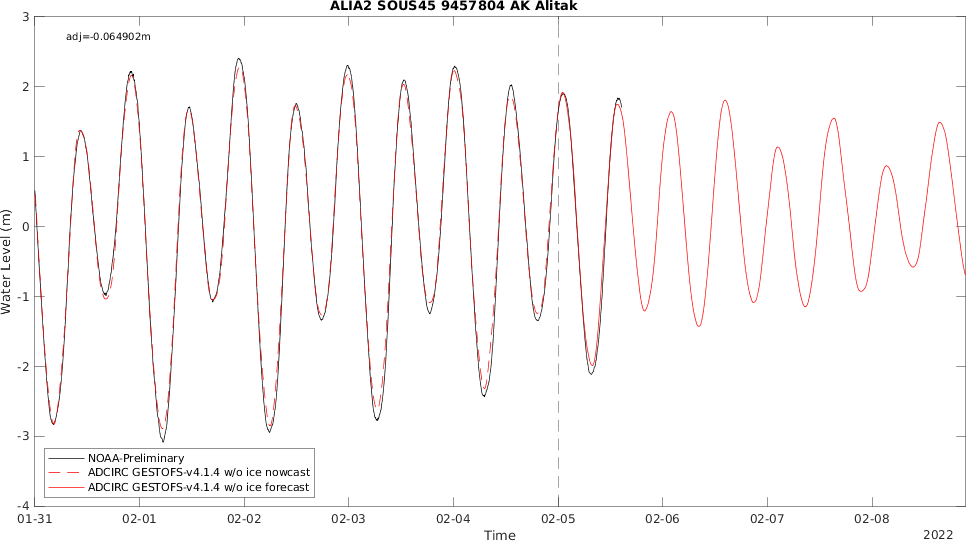 ALIA2 SOUS45 9457804 AK Alitak
adj=-0.064902m
3
2
1
0
-1
-2
-3
-4
Water Level (m)
NOAA-Preliminary
ADCIRC GESTOFS-v4.1.4 w/o ice nowcast
ADCIRC GESTOFS-v4.1.4 w/o ice forecast
01-31 02-01 02-02 02-03 02-04 02-05 02-06 02-07 02-08
Time
2022